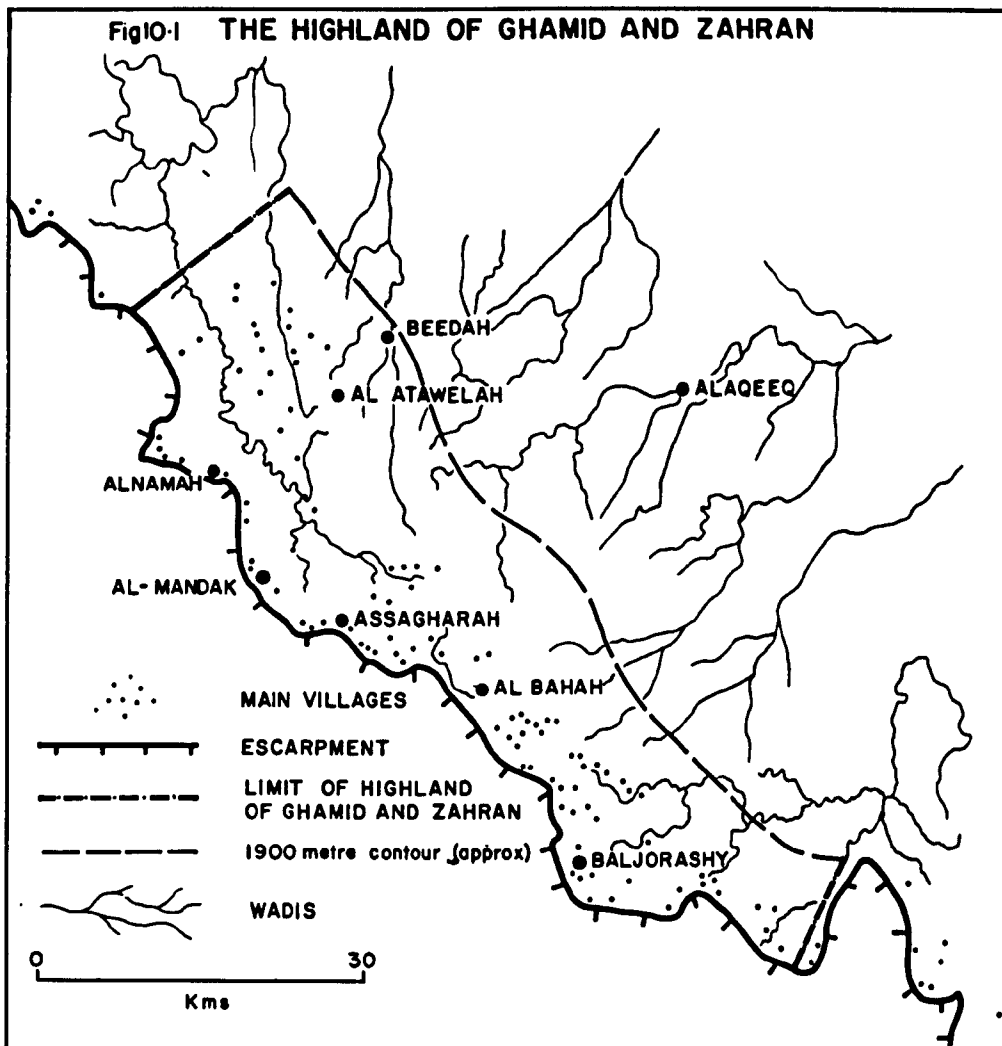 Fig10·1 THE HIGHLAND OF GHAMID AND ZAHRAN
BEEDAH
AL ATAWELAH
ALAQEEQ
ALNAMAH
AL-MANDAK
ASSAGHARAH
AL BAHAH
MAIN VILLAGES
ESCARPMENT
LIMIT OF HIGHLAND
OF GHAMID AND ZAHRAN
1900 metre contour (approx)
BALJORASHY
WADIS
0 30
Kms